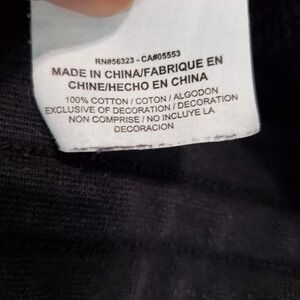 RN#56323 - CA#05553
MADE IN CHINA/FABRIQUE EN
CHINE/HECHO EN CHINA
100% COTTON / COTON / ALGODON
EXCLUSIVE OF DECORATION / DECORATION
NON COMPRISE / NO INCLUYE LA
DECORACION